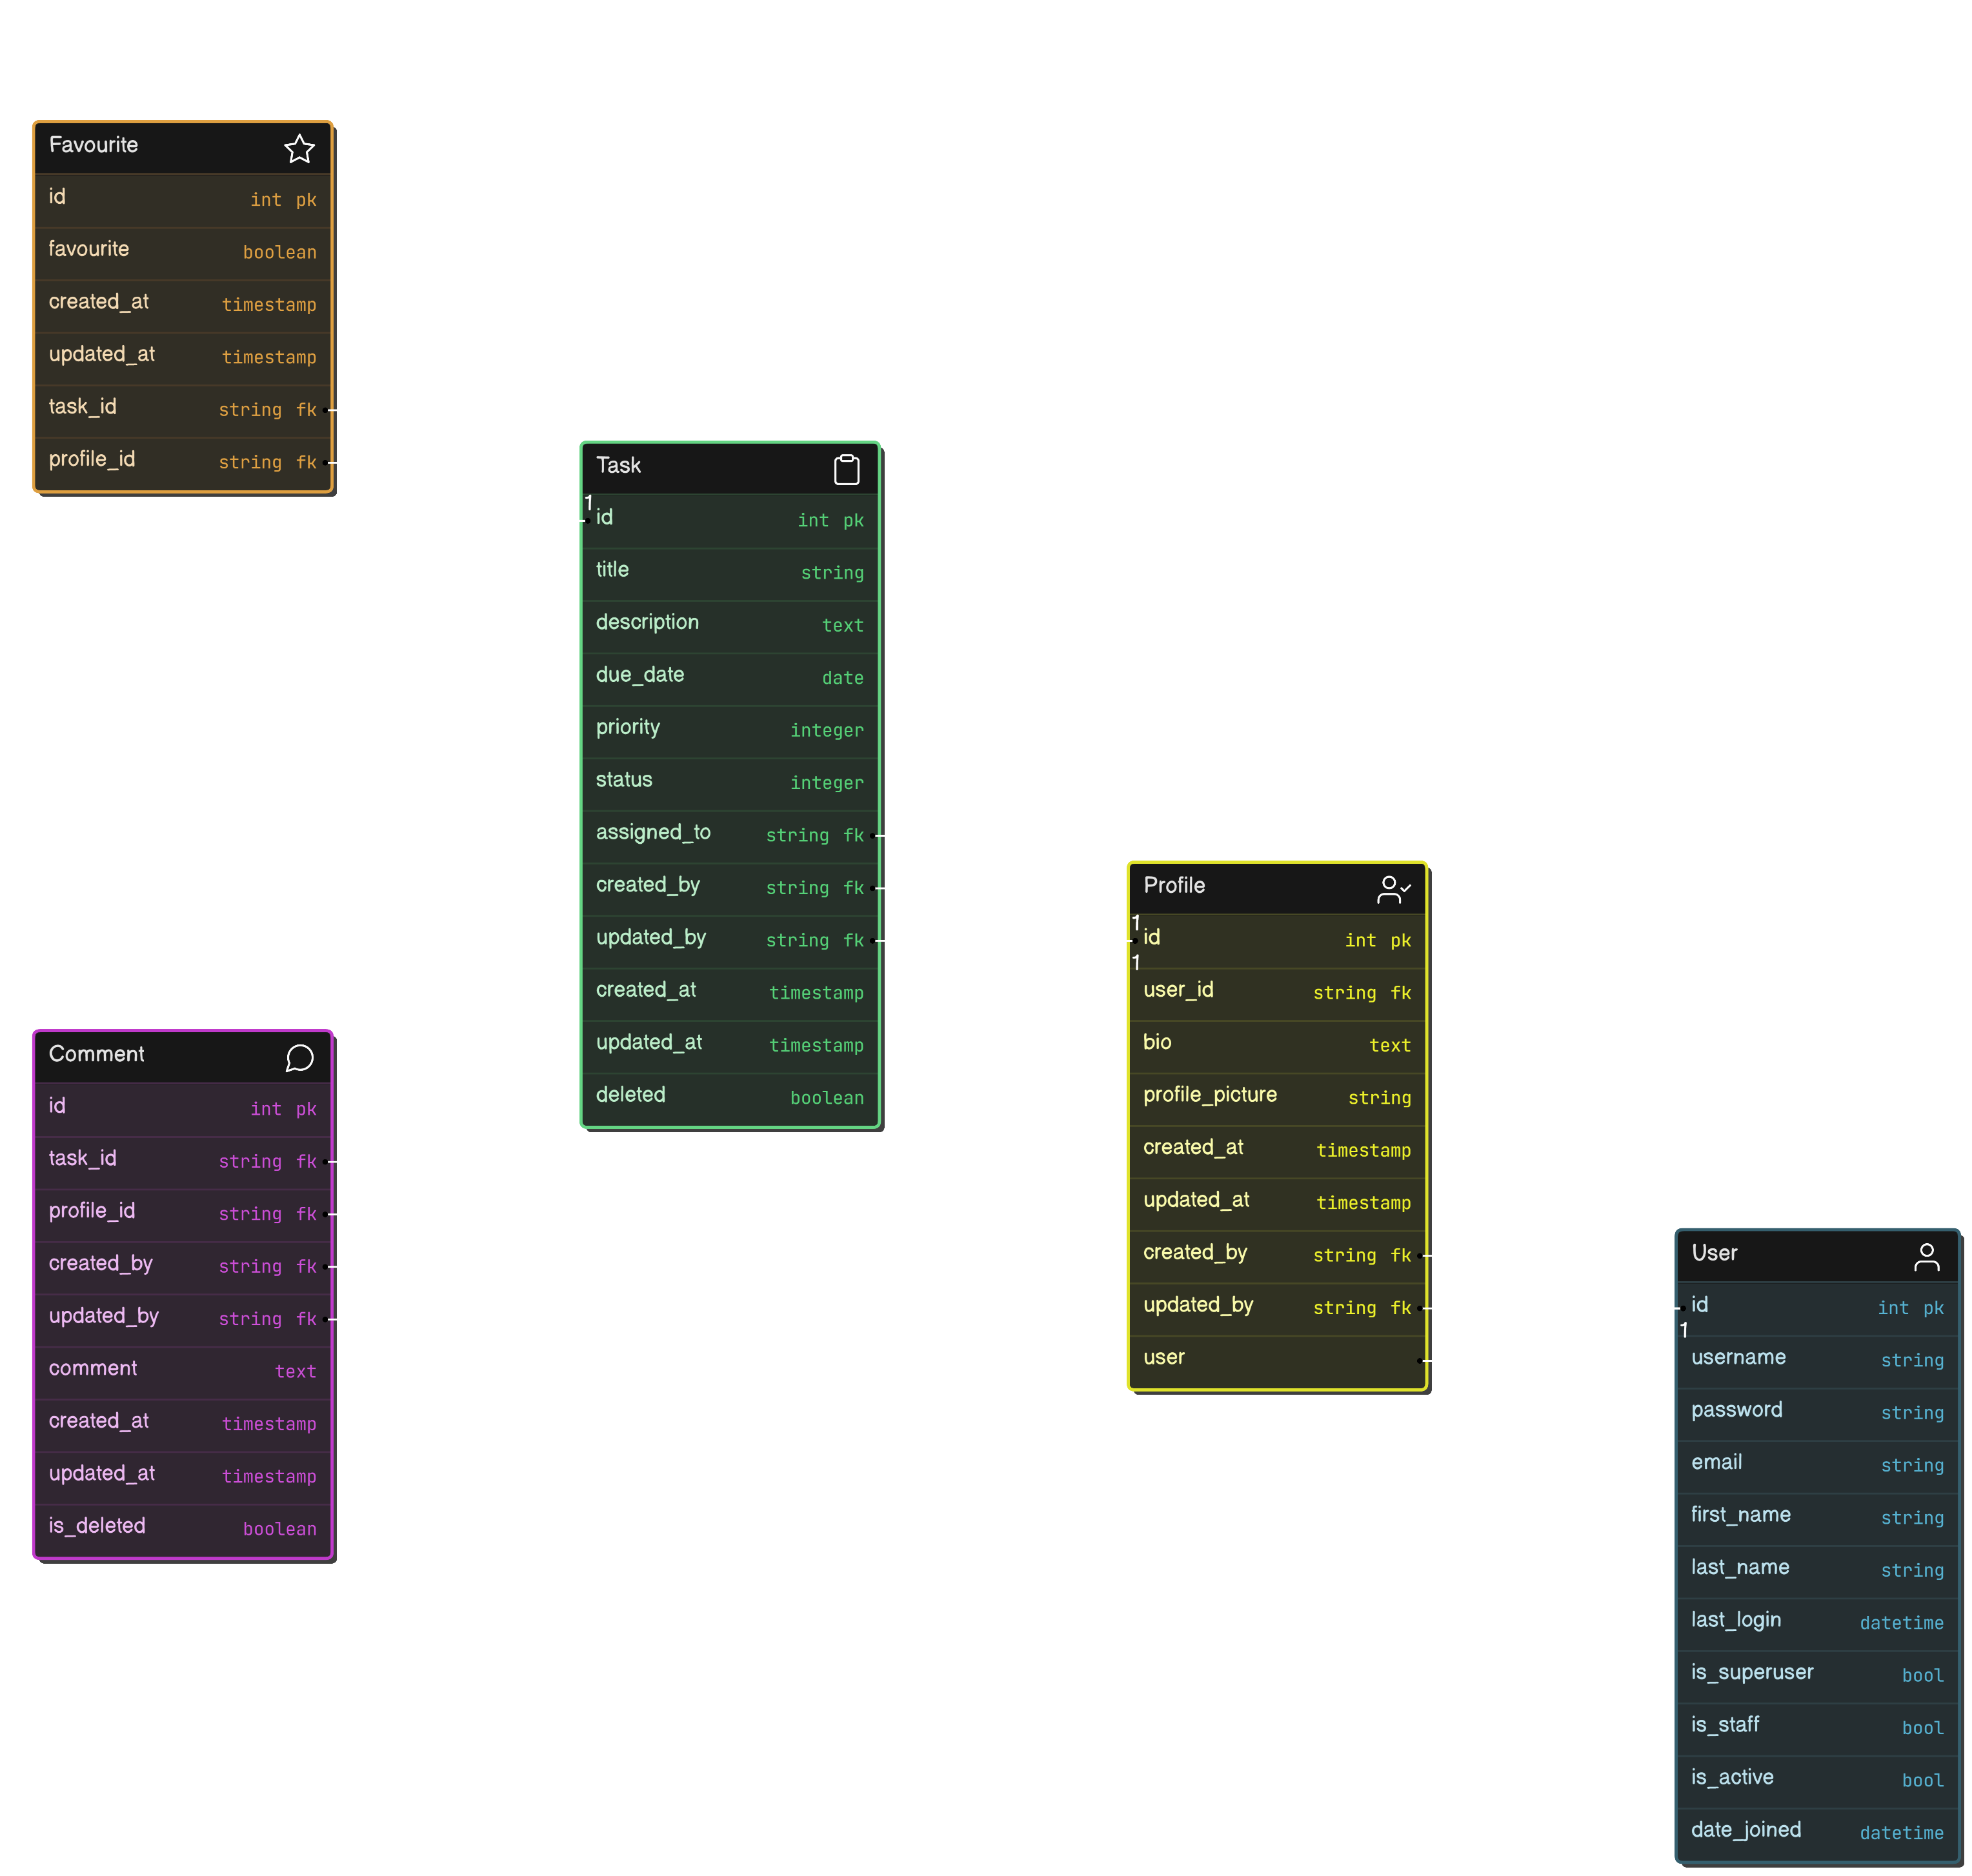 Favourite
id int pk
favourite boolean
created_at timestamp
updated_at timestamp
task_id string fk
profile_id string fk
Task
1
id int pk
title string
description text
due_date date
priority integer
status integer
assigned_to string fk
created_by string fk
updated_by string fk
created_at timestamp
updated_at timestamp
deleted boolean
Profile
1
id int pk
1
user_id string fk
bio text
profile_picture string
created_at timestamp
updated_at timestamp
created_by string fk
updated_by string fk
user
Comment
id int pk
task_id string fk
profile_id string fk
created_by string fk
updated_by string fk
comment text
created_at timestamp
updated_at timestamp
is_deleted boolean
User
id int pk
1
username string
password string
email string
first_name string
last_name string
last_login datetime
is_superuser bool
is_staff bool
is_active bool
date_joined datetime